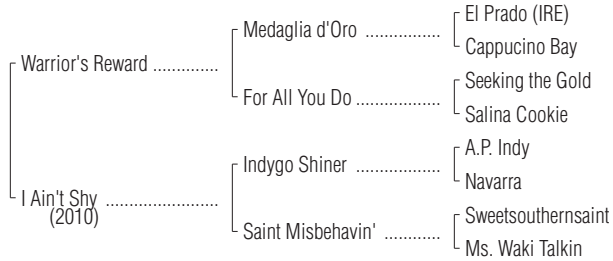 El Prado (IRE)
Medaglia d'Oro ..................
Cappucino Bay
Warrior's Reward ..............
Seeking the Gold
For All You Do ...................
Salina Cookie
A.P. Indy
Indygo Shiner ...................
Navarra
I Ain't Shy ........................
(2010)
Sweetsouthernsaint
Saint Misbehavin' ............
Ms. Waki Talkin